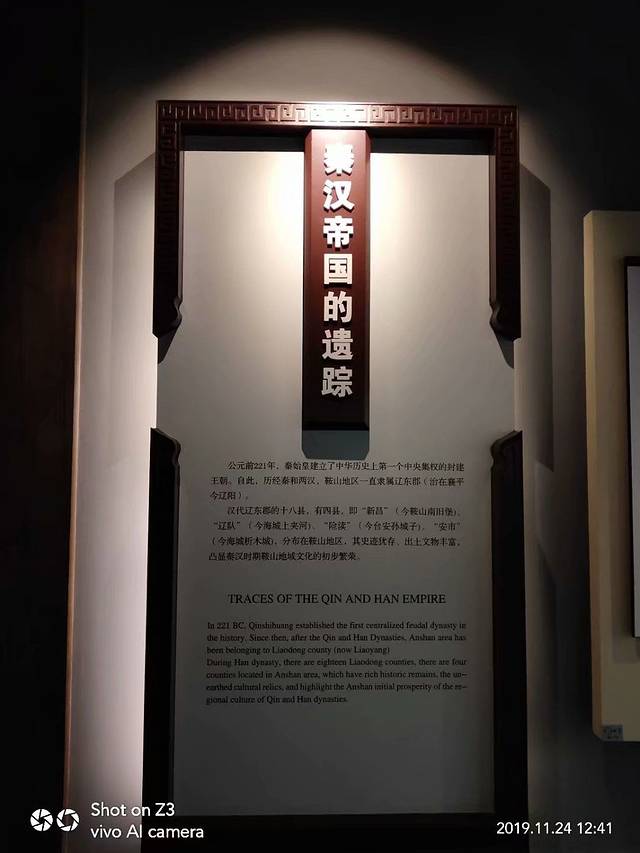 秦汉帝国的遗踪
公元前221年，秦始皇建立了中华历史上第一个中央集权的封建
王朝。自此，历经秦和两汉，鞍山地区一直隶属辽东郡（治在襄平
今辽阳）。
汉代辽东郡的十八县，有四县，即“新昌”（今鞍山南旧堡）、
“辽队”（今海城上夹河）、“险渎”（今台安孙城子）、“安市”
（今海城析木城），分布在鞍山地区，其史迹犹存、出土文物丰富，
凸显秦汉时期鞍山地域文化的初步繁荣。
TRACES OF THE QIN AND HAN EMPIRE
In 221 BC, Qinshihuang established the first centralized feudal dynasty in
the history. Since then, after the Qin and Han Dynasties, Anshan area has
been belonging to Liaodong county (now Liaoyang)
During Han dynasty, there are eighteen Liaodong counties, there are four
counties located in Anshan area, which have rich historic remains, the un-
earthed cultural relics, and highlight the Anshan initial prosperity of the re-
gional culture of Qin and Han dynasties.
Shot on Z3
vivo AI camera
2019.11.24 12:41